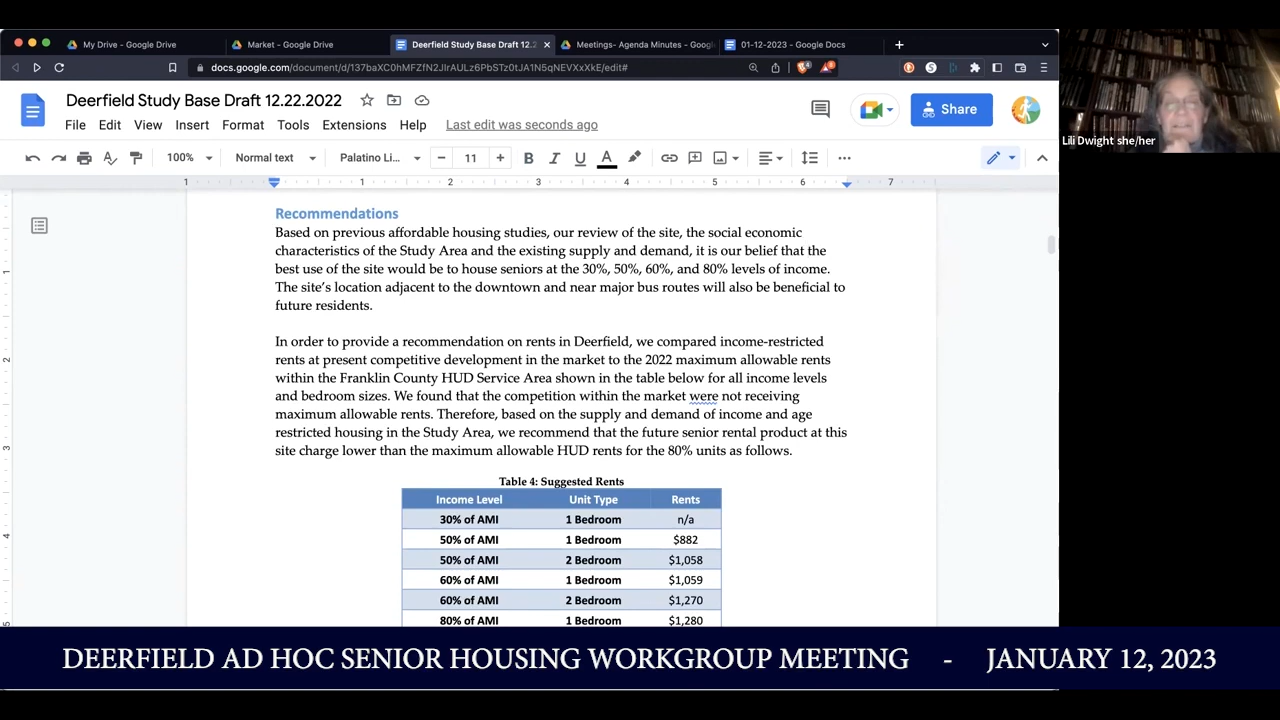 My Drive - Google Drive
Market - Google Drive
Deerfield Study Base Draft 12.2
Meetings- Agenda Minutes - Googl
01-12-2023 - Google Docs
docs.google.com/document/d/137baXC0hMFZfN2JIrAULz6PbSTz0tJA1N5qNEVXxXkE/edit#
Deerfield Study Base Draft 12.22.2022
Share
File Edit View Insert Format Tools Extensions Help Last edit was seconds ago
100% Normal text Palatino Li... 11 B I U A
1 1 2 3 4 5 6 7
Lili Dwight she/her
Recommendations
Based on previous affordable housing studies, our review of the site, the social economic
characteristics of the Study Area and the existing supply and demand, it is our belief that the
best use of the site would be to house seniors at the 30%, 50%, 60%, and 80% levels of income.
The site's location adjacent to the downtown and near major bus routes will also be beneficial to
future residents.
In order to provide a recommendation on rents in Deerfield, we compared income-restricted
rents at present competitive development in the market to the 2022 maximum allowable rents
within the Franklin County HUD Service Area shown in the table below for all income levels
and bedroom sizes. We found that the competition within the market were not receiving
maximum allowable rents. Therefore, based on the supply and demand of income and age
restricted housing in the Study Area, we recommend that the future senior rental product at this
site charge lower than the maximum allowable HUD rents for the 80% units as follows.
Table 4: Suggested Rents
Income Level Unit Type Rents
30% of AMI 1 Bedroom n/a
50% of AMI 1 Bedroom $882
50% of AMI 2 Bedroom $1,058
60% of AMI 1 Bedroom $1,059
60% of AMI 2 Bedroom $1,270
80% of AMI 1 Bedroom $1,280
DEERFIELD AD HOC SENIOR HOUSING WORKGROUP MEETING - JANUARY 12, 2023